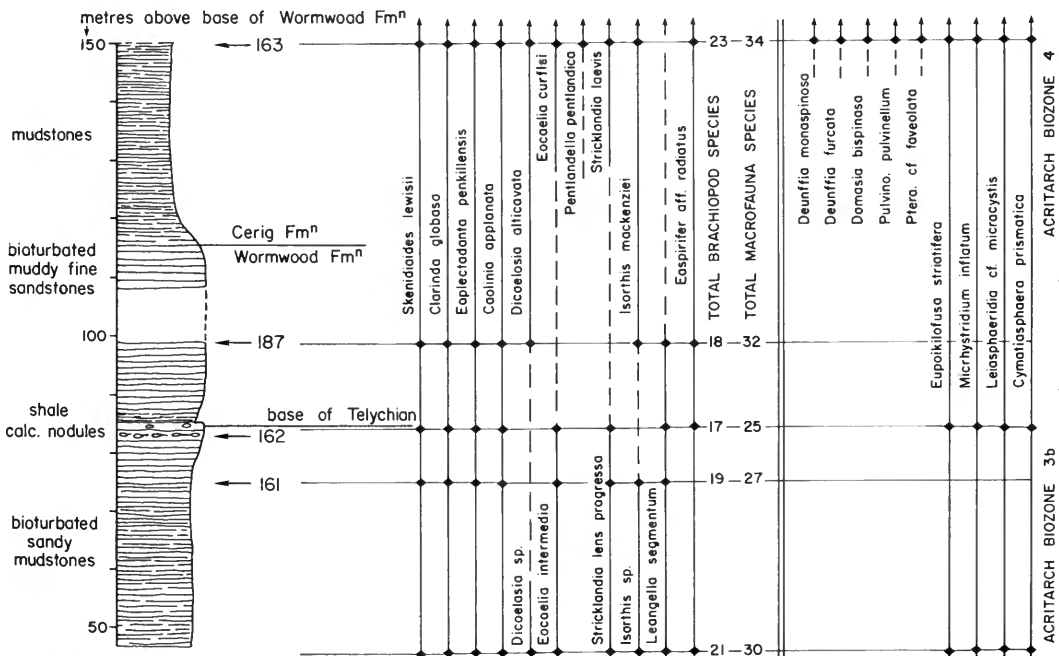 metres above base of Wormwood Fmⁿ
150
163
23 — 34
mudstones
Cerig Fmⁿ
Wormwood Fmⁿ
bioturbated
muddy fine
sandstones
100
187
18 — 32
shale
calc. nodules
base of Telychian
162
17 — 25
161
19 — 27
bioturbated
sandy
mudstones
50
21 — 30
Skenidioides lewisii
Clarinda globosa
Eoplectodonta penkillensis
Coolinia applanata
Dicoelosia alticavata
Dicoelosia sp.
Eocoelia curtisi
Eocoelia intermedia
Pentlandella pentlandica
Stricklandia laevis
Stricklandia lens progressa
Isorthis mackenziei
Isorthis sp.
Leangella segmentum
Eospirifer aff. radiatus
TOTAL BRACHIOPOD SPECIES
TOTAL MACROFAUNA SPECIES
Deunffia monospinosa
Deunffia furcata
Domasia bispinosa
Pulvino. pulvinellum
Ptera. cf foveolata
Eupoikilofusa striatifera
Micrhystridium inflatum
Leiosphaeridia cf. microcystis
Cymatiosphaera prismatica
ACRITARCH BIOZONE 4
ACRITARCH BIOZONE 3b